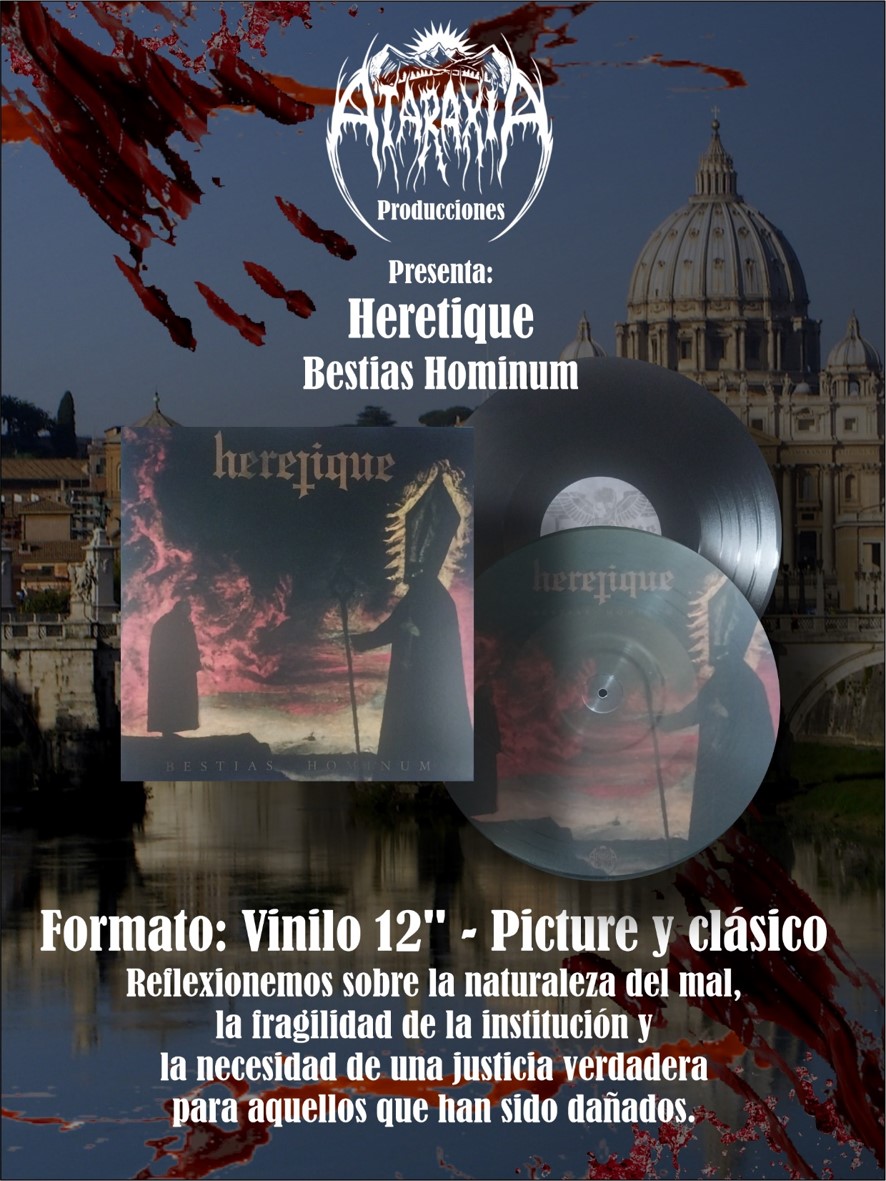 ATARAXIA
Producciones
Presenta:
Heretique
Bestias Hominum
heretique
BESTIAS HOMINUM
heretique
Formato: Vinilo 12" - Picture y clásico
Reflexionemos sobre la naturaleza del mal,
la fragilidad de la institución y
la necesidad de una justicia verdadera
para aquellos que han sido dañados.